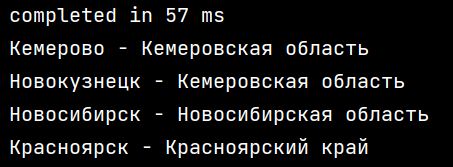 completed in 57 ms
Кемерово - Кемеровская область
Новокузнецк - Кемеровская область
Новосибирск - Новосибирская область
Красноярск - Красноярский край